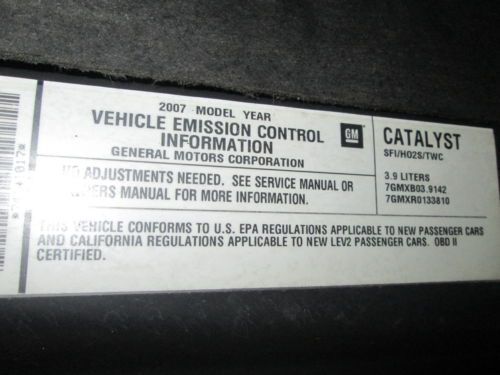 2007 MODEL YEAR
VEHICLE EMISSION CONTROL
INFORMATION
GENERAL MOTORS CORPORATION
GM
CATALYST
SFI/HO2S/TWC
NO ADJUSTMENTS NEEDED. SEE SERVICE MANUAL OR
OWNERS MANUAL FOR MORE INFORMATION.
3.9 LITERS
7GMXB03.9142
7GMXR0133810
THIS VEHICLE CONFORMS TO U.S. EPA REGULATIONS APPLICABLE TO NEW PASSENGER CARS
AND CALIFORNIA REGULATIONS APPLICABLE TO NEW LEV2 PASSENGER CARS. OBD II
CERTIFIED.